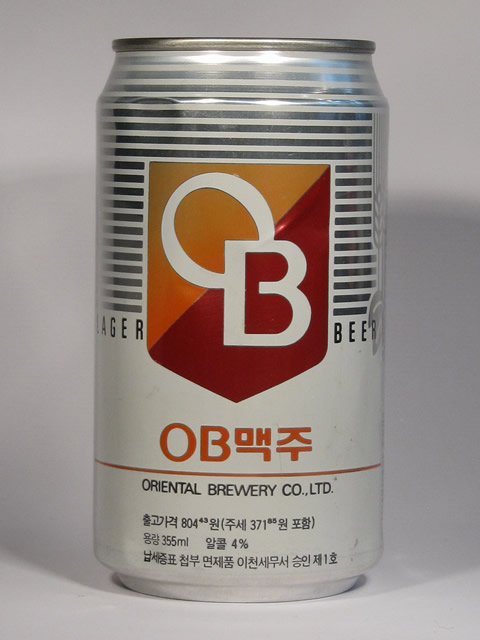 OB
LAGER BEER
OB맥주
ORIENTAL BREWERY CO.,LTD.
출고가격 804⁴³원(주세 371⁸⁵원 포함)
용량 355ml 알콜 4%
납세증표 첩부 면제품 이천세무서 승인 제1호